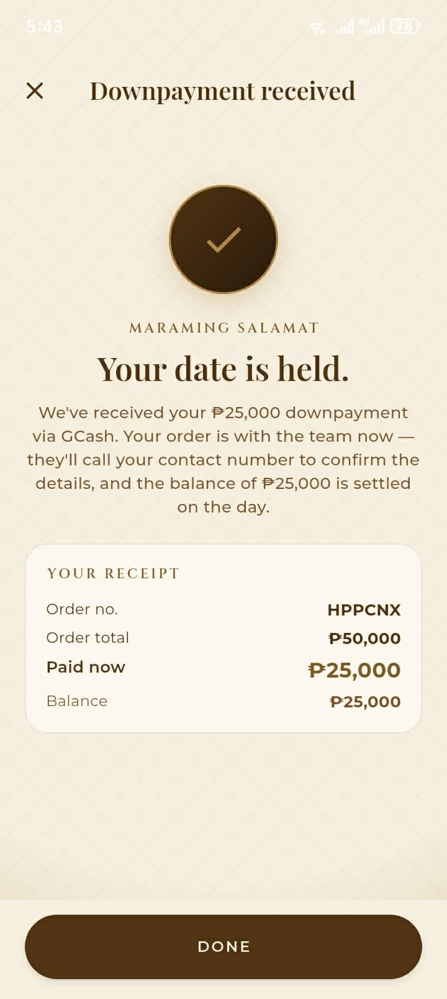 5:43
4G
78
Downpayment received
MARAMING SALAMAT
Your date is held.
We've received your ₱25,000 downpayment
via GCash. Your order is with the team now —
they'll call your contact number to confirm the
details, and the balance of ₱25,000 is settled
on the day.
YOUR RECEIPT
Order no. HPPCNX
Order total ₱50,000
Paid now ₱25,000
Balance ₱25,000
DONE